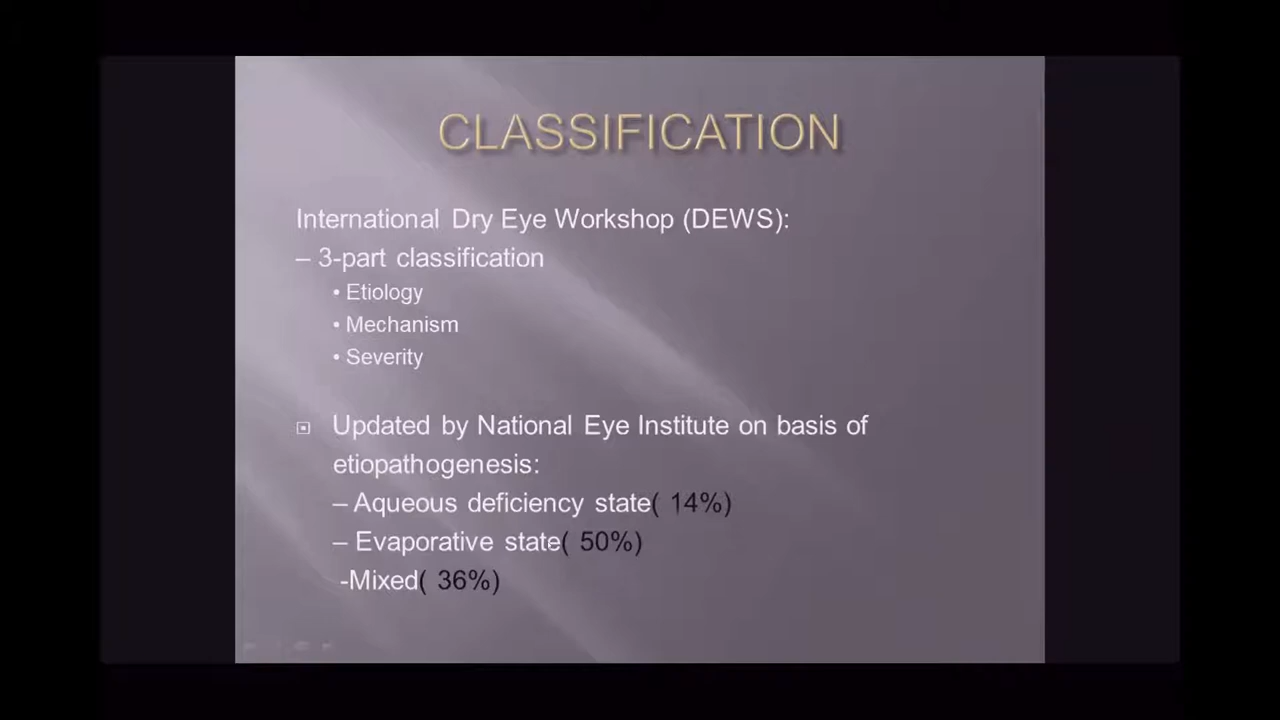 CLASSIFICATION
International Dry Eye Workshop (DEWS):
– 3-part classification
• Etiology
• Mechanism
• Severity
Updated by National Eye Institute on basis of
etiopathogenesis:
– Aqueous deficiency state( 14%)
– Evaporative state( 50%)
-Mixed( 36%)